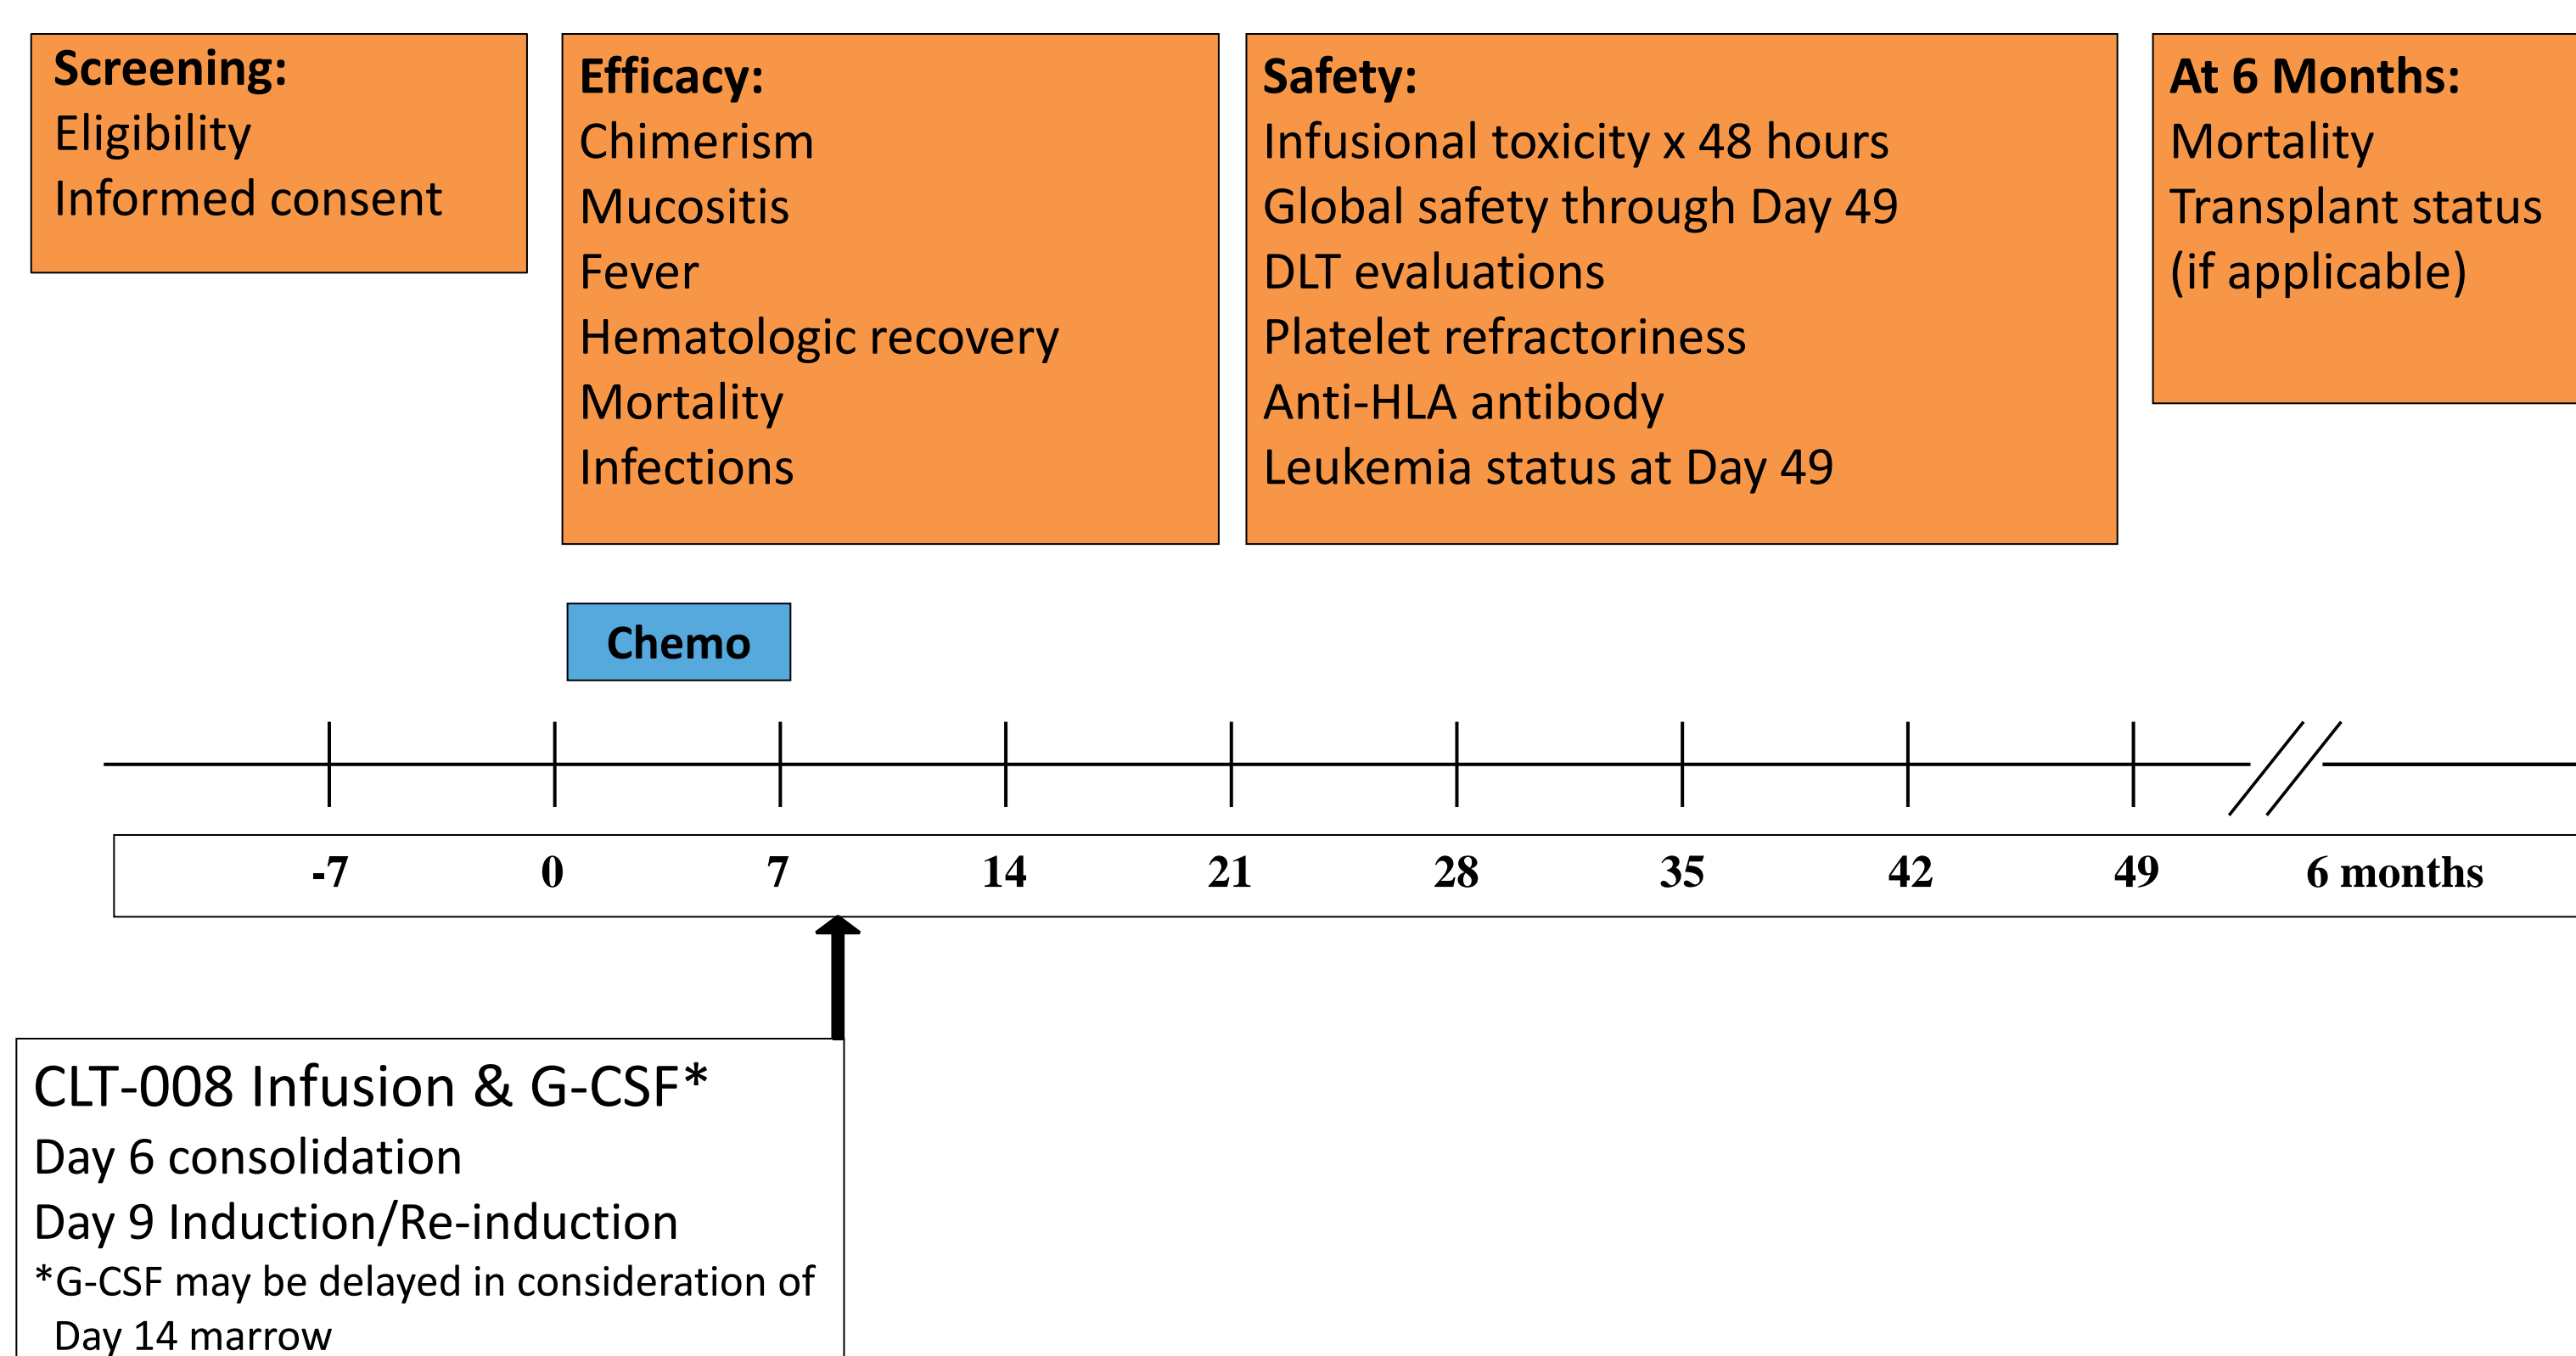 Screening:
Eligibility
Informed consent
Efficacy:
Chimerism
Mucositis
Fever
Hematologic recovery
Mortality
Infections
Safety:
Infusional toxicity x 48 hours
Global safety through Day 49
DLT evaluations
Platelet refractoriness
Anti-HLA antibody
Leukemia status at Day 49
At 6 Months:
Mortality
Transplant status
(if applicable)
Chemo
-7 0 7 14 21 28 35 42 49 6 months
CLT-008 Infusion & G-CSF*
Day 6 consolidation
Day 9 Induction/Re-induction
*G-CSF may be delayed in consideration of
Day 14 marrow